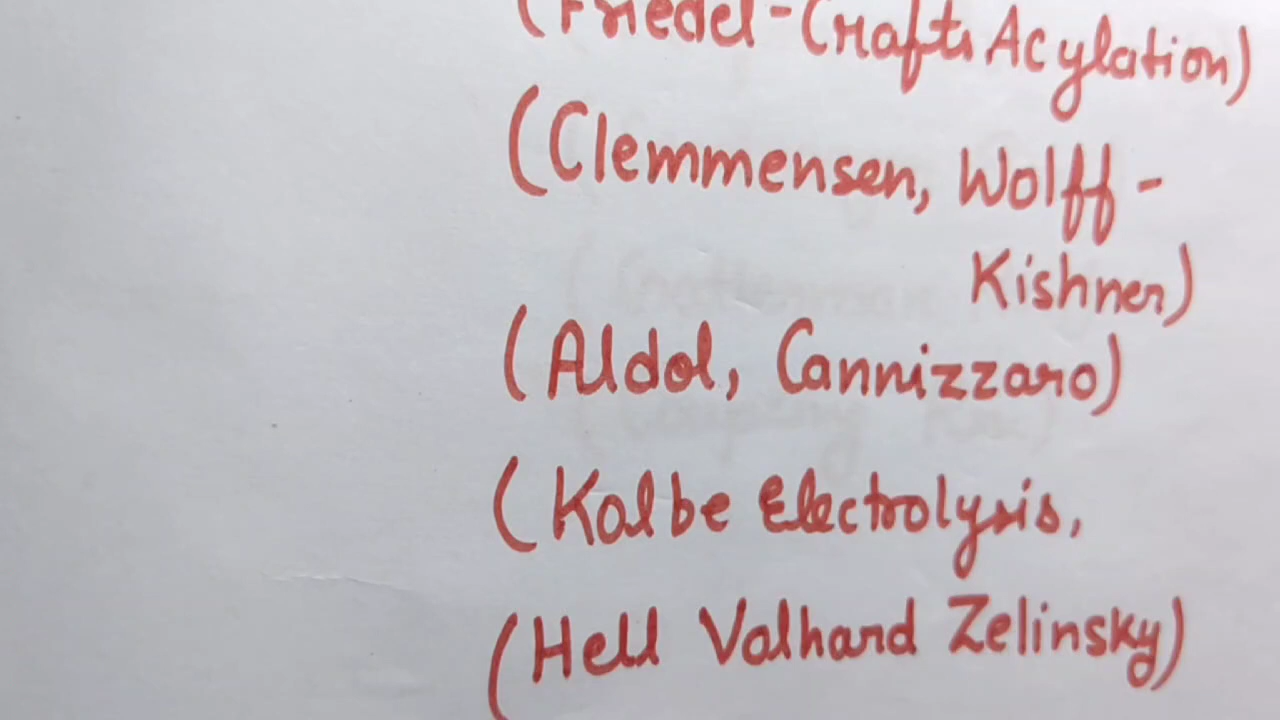 (Friedel-Crafts Acylation)
(Clemmensen, Wolff-
Kishner)
(Aldol, Cannizzaro)
(Kolbe Electrolysis,
(Hell Volhard Zelinsky)